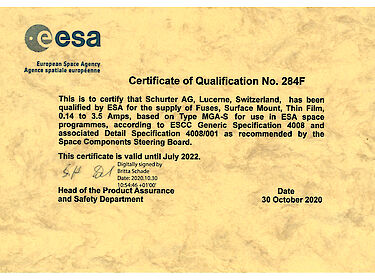 esa
European Space Agency
Agence spatiale européenne
Certificate of Qualification No. 284F
This is to certify that Schurter AG, Lucerne, Switzerland, has
been qualified by ESA for the supply of Fuses, Surface Mount, Thin Film,
0.14 to 3.5 Amps, based on Type MGA-S for use in ESA space
programmes, according to ESCC Generic Specification 4008 and
associated Detail Specification 4008/001 as recommended by the
Space Components Steering Board.
This certificate is valid until July 2022.
Digitally signed by
Britta Schade
Date: 2020.10.30
10:54:46 +01'00'
Head of the Product Assurance
and Safety Department
Date
30 October 2020